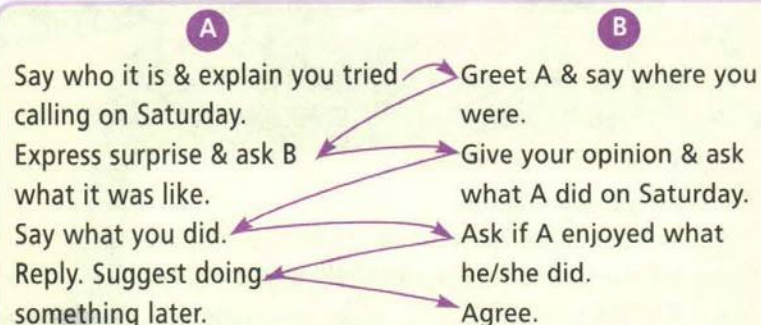 A
Say who it is & explain you tried
calling on Saturday.
Express surprise & ask B
what it was like.
Say what you did.
Reply. Suggest doing
something later.
B
Greet A & say where you
were.
Give your opinion & ask
what A did on Saturday.
Ask if A enjoyed what
he/she did.
Agree.